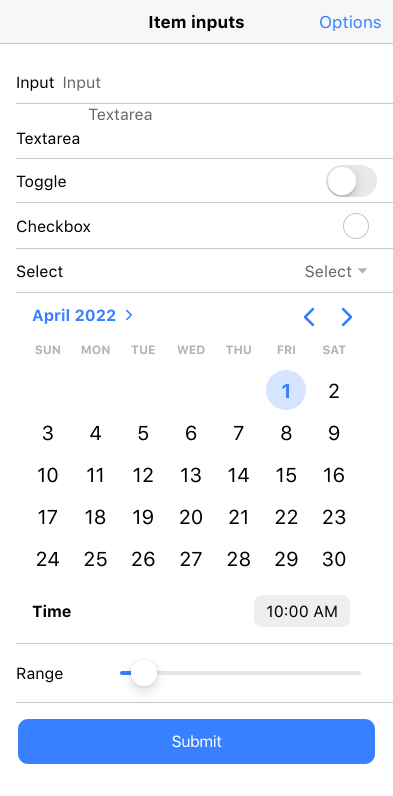 Item inputs Options
Input Input
Textarea
Textarea
Toggle
Checkbox
Select Select
April 2022
SUN MON TUE WED THU FRI SAT
1 2
3 4 5 6 7 8 9
10 11 12 13 14 15 16
17 18 19 20 21 22 23
24 25 26 27 28 29 30
Time 10:00 AM
Range
Submit